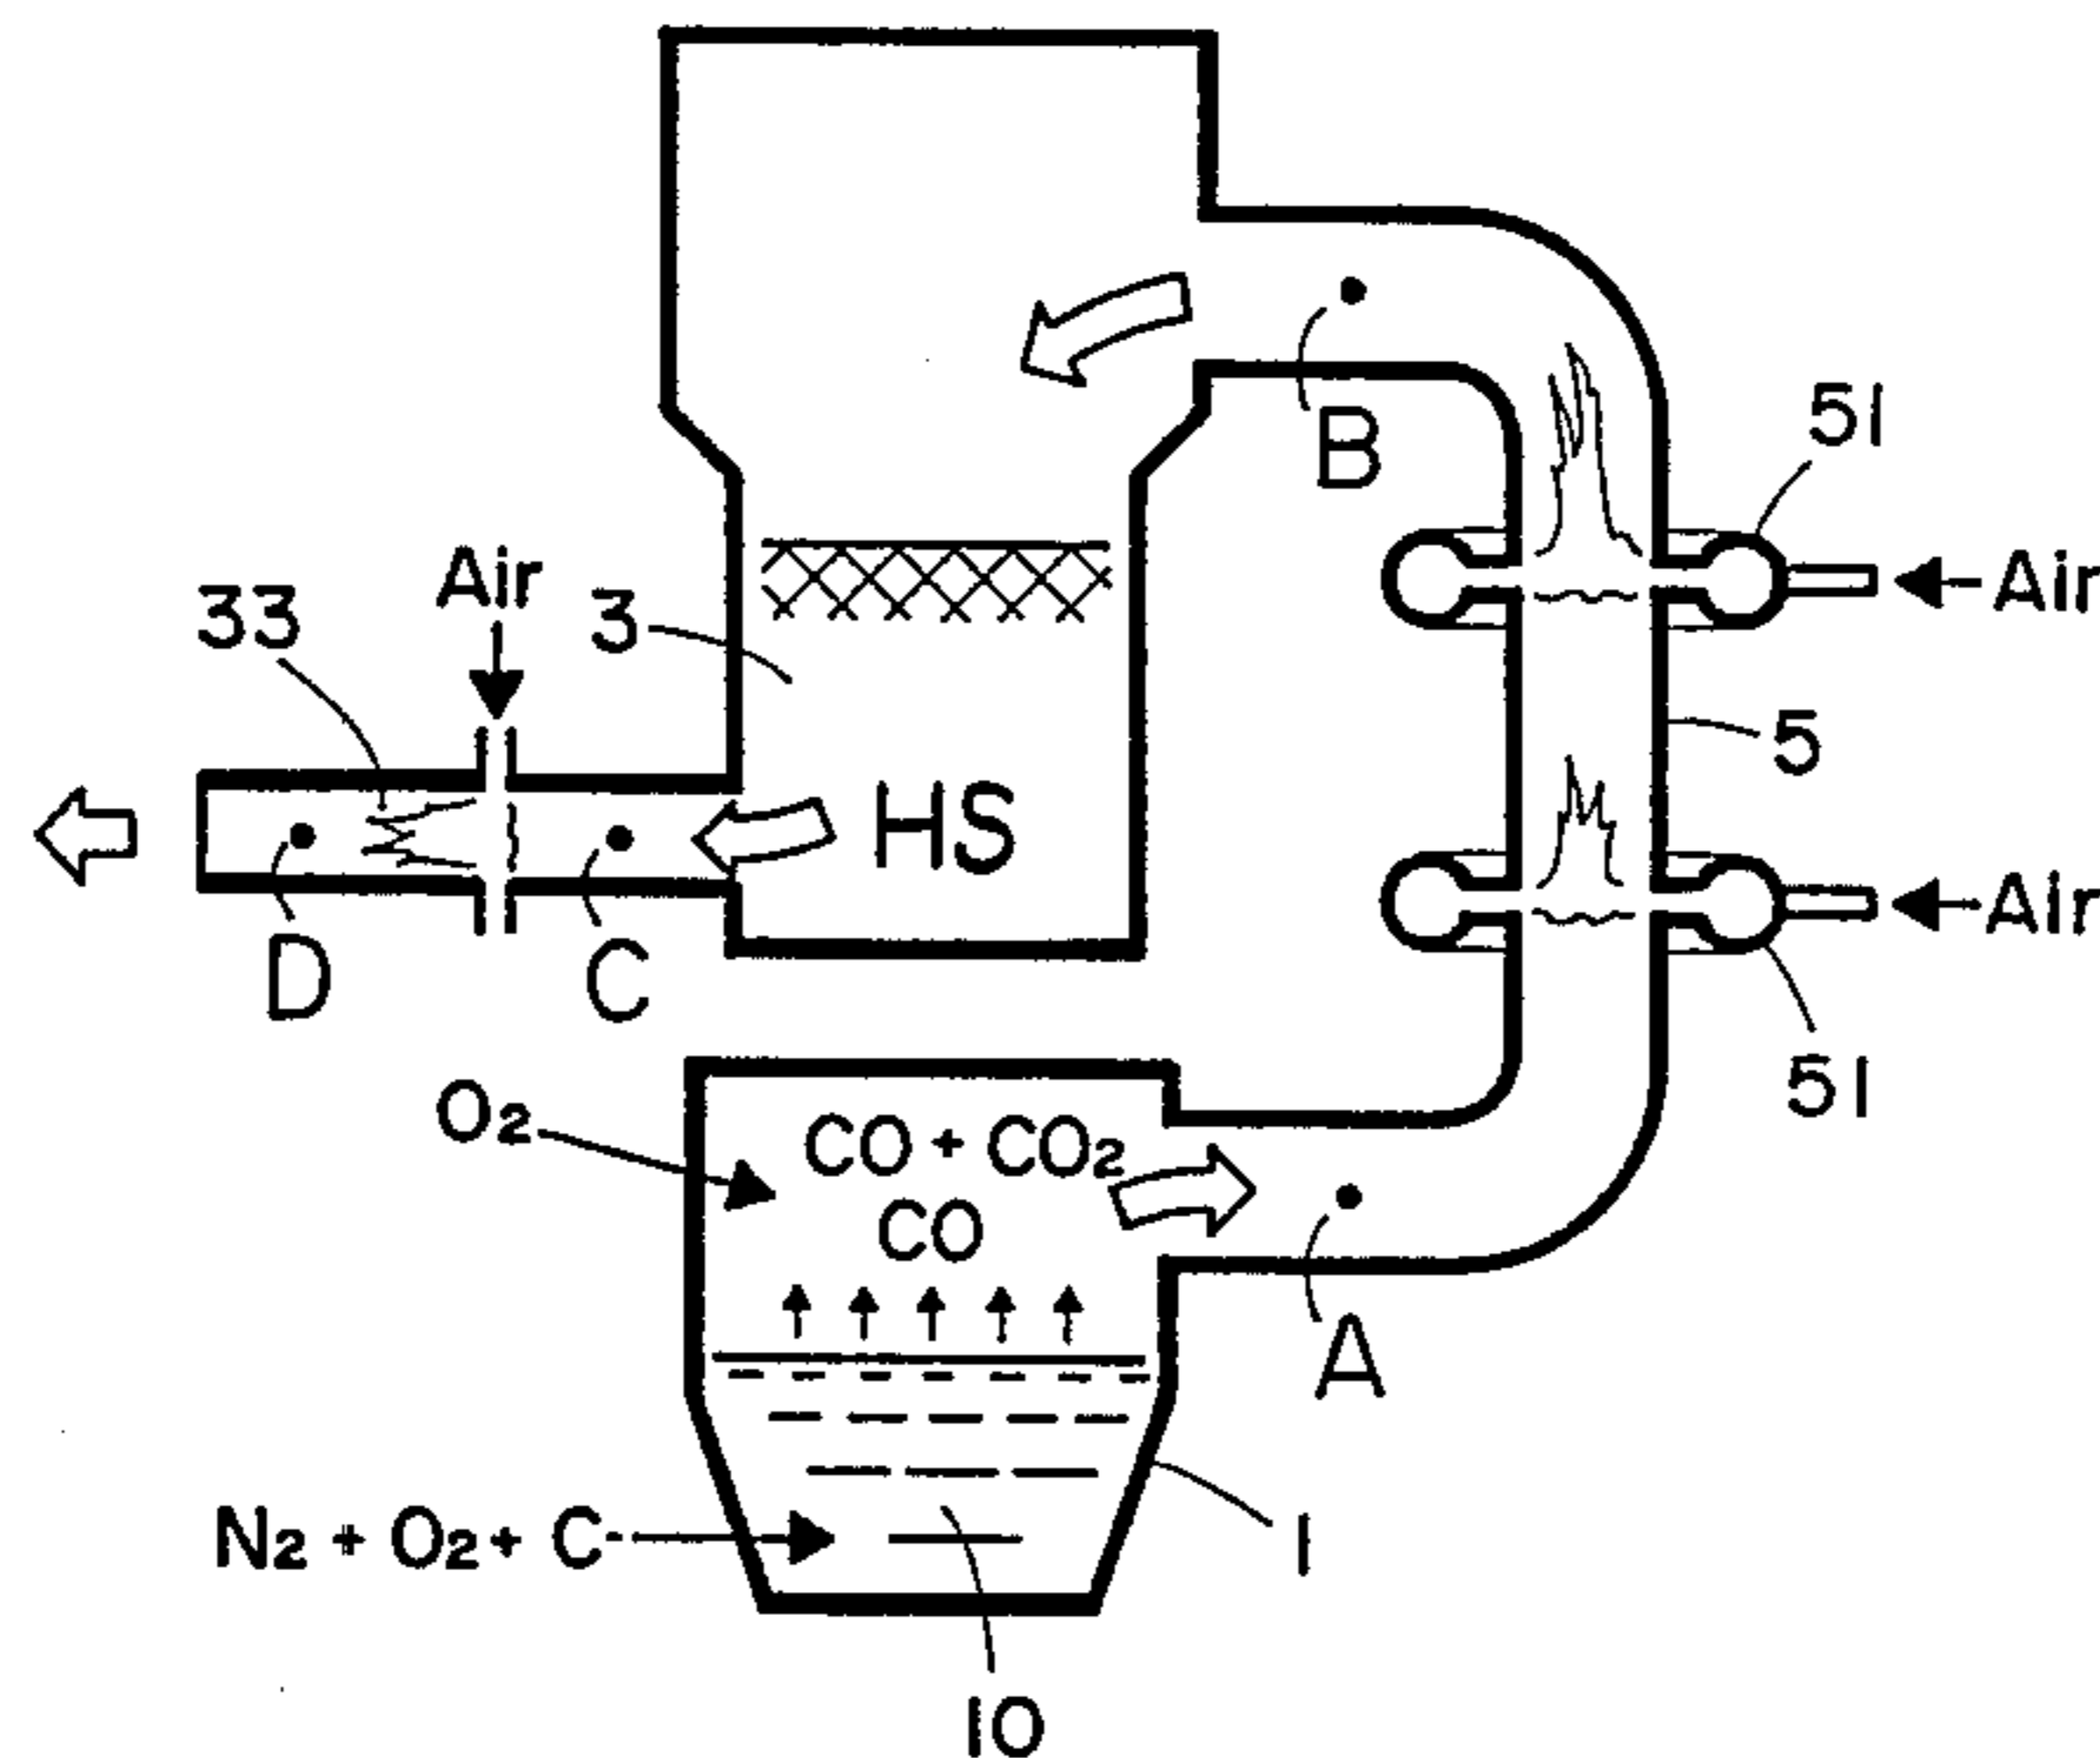 B
51
Air
33
3
Air
5
HS
Air
D
C
51
O₂
CO + CO₂
CO
A
N₂ + O₂ + C
1
10